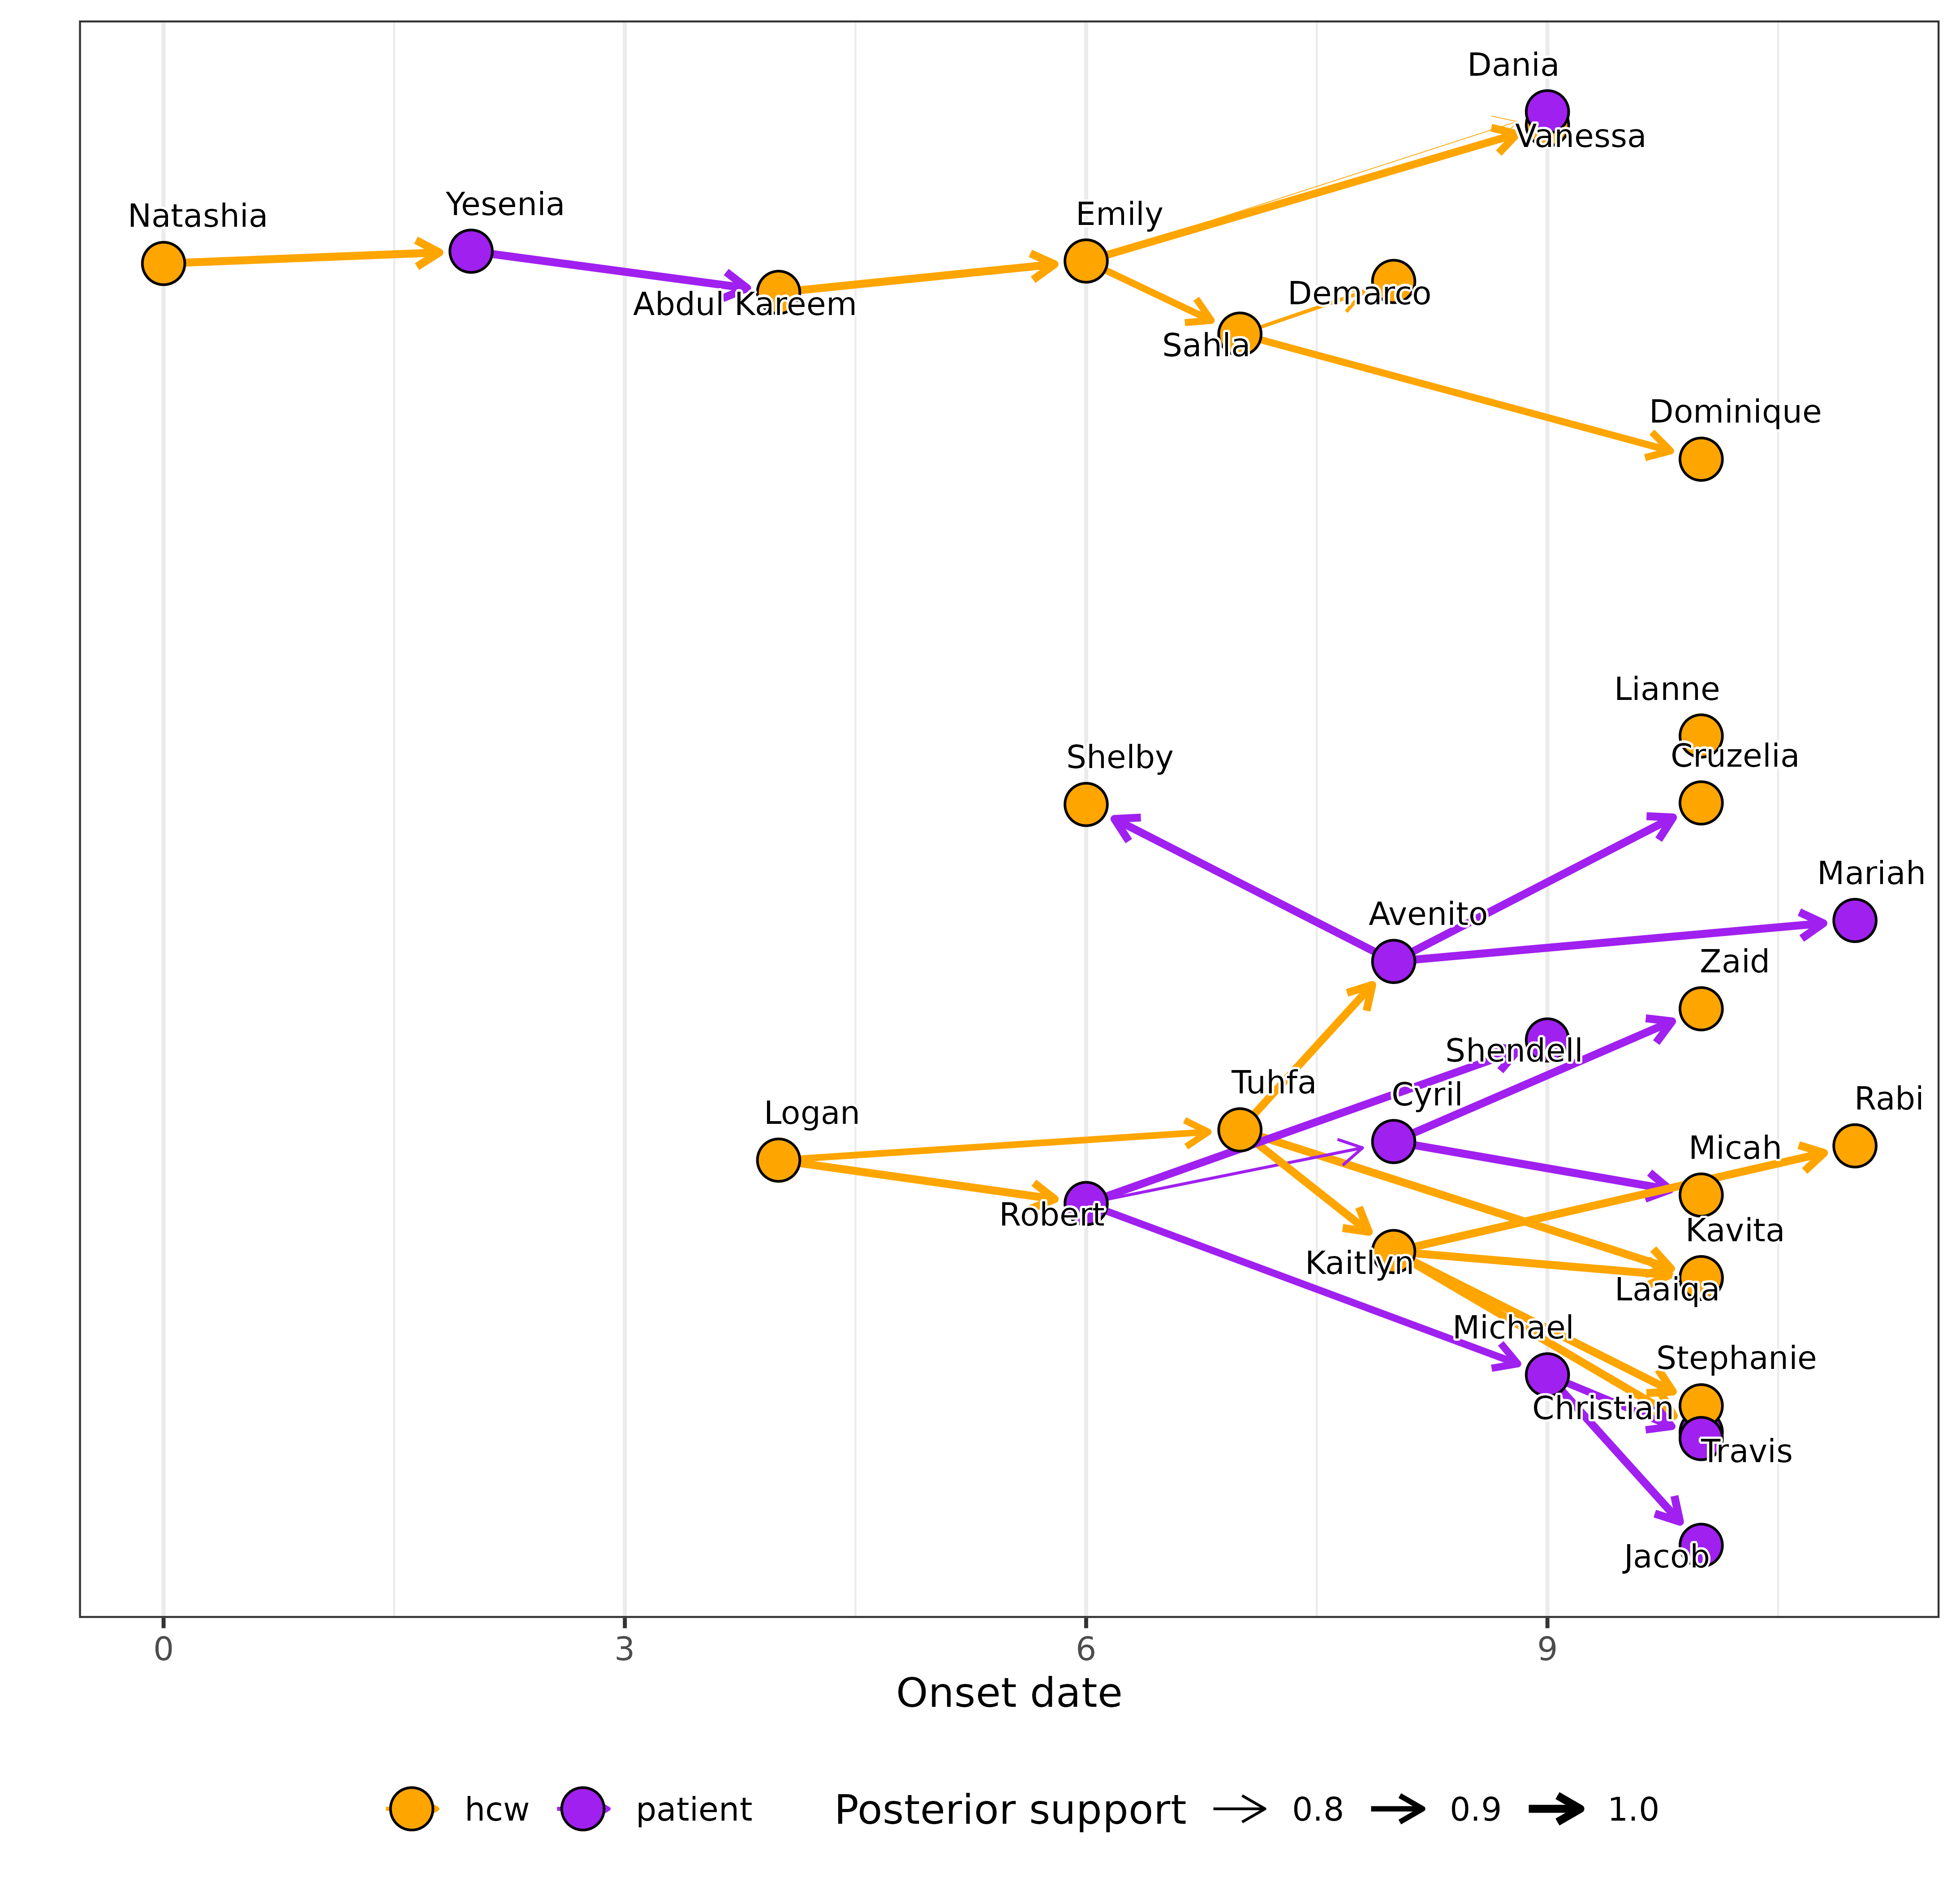 Dania
Vanessa
Natashia
Yesenia
Emily
Abdul Kareem
Demarco
Sahla
Dominique
Lianne
Cruzelia
Shelby
Mariah
Avenito
Zaid
Shendell
Tuhfa
Cyril
Logan
Rabi
Micah
Robert
Kavita
Kaitlyn
Laaiqa
Michael
Stephanie
Christian
Travis
Jacob
0 3 6 9
Onset date
hcw patient Posterior support 0.8 0.9 1.0